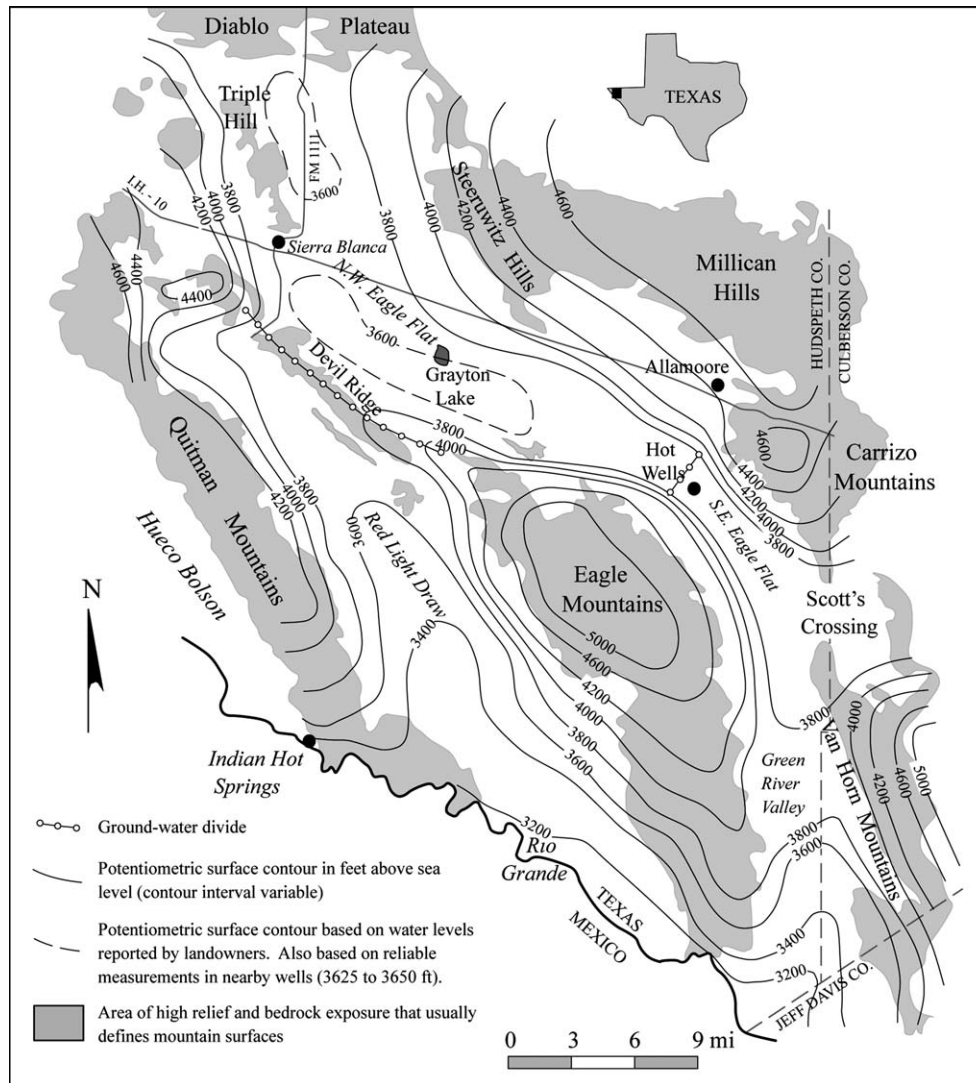 Diablo Plateau
Triple
Hill
TEXAS
FM 1111
3600
I.H. - 10
3800
4000
4200
4400
4600
4400
Sierra Blanca
N.W. Eagle Flat
3600
Grayton
Lake
Devil Ridge
3800
4000
4200
4400
4600
Steeruwitz
Hills
Millican
Hills
HUDSPETH CO.
CULBERSON CO.
Allamoore
4600
Carrizo
Mountains
4400
4200
4000
3800
Hot
Wells
S.E. Eagle Flat
3800
4000
Quitman
Mountains
3800
4000
4200
3600
Hueco Bolson
Red Light Draw
3400
Eagle
Mountains
5000
4600
4200
4000
3800
3600
Scott's
Crossing
3800
4000
4200
4600
5000
Van Horn Mountains
Green
River
Valley
3800
3600
3400
3200
N
Indian Hot
Springs
3200
Rio
Grande
TEXAS
MEXICO
JEFF DAVIS CO.
Ground-water divide
Potentiometric surface contour in feet above sea
level (contour interval variable)
Potentiometric surface contour based on water levels
reported by landowners. Also based on reliable
measurements in nearby wells (3625 to 3650 ft).
Area of high relief and bedrock exposure that usually
defines mountain surfaces
0 3 6 9 mi